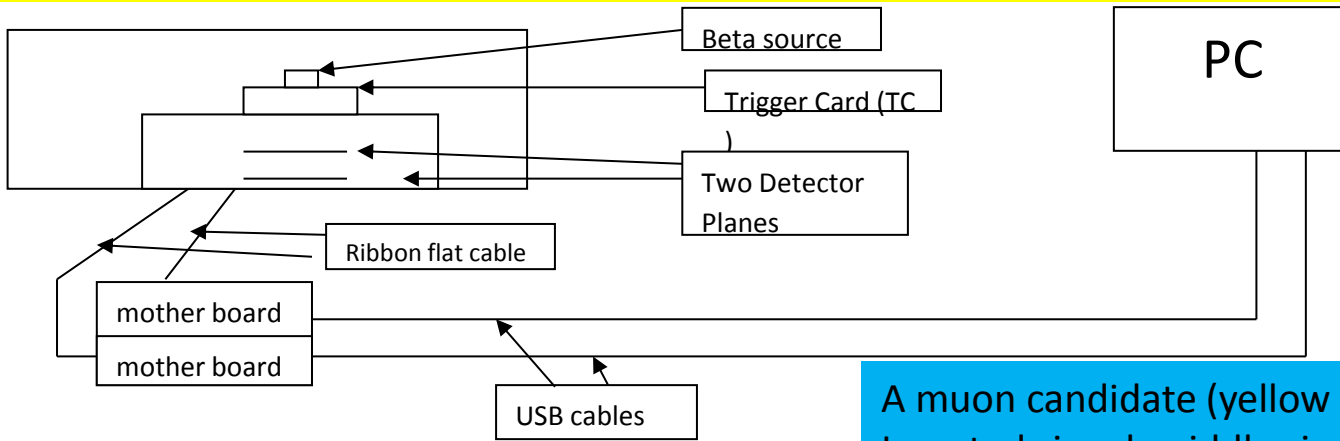 Beta source
PC
Trigger Card (TC
)
Two Detector
Planes
Ribbon flat cable
mother board
mother board
USB cables
A muon candidate (yellow